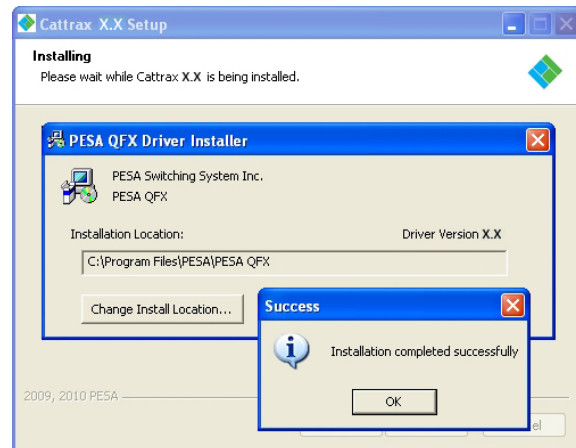 Cattrax X.X Setup
Installing
Please wait while Cattrax X.X is being installed.
PESA QFX Driver Installer
PESA Switching System Inc.
PESA QFX
Installation Location:
Driver Version X.X
C:\Program Files\PESA\PESA QFX
Change Install Location...
Success
Installation completed successfully
OK
2009, 2010 PESA
el